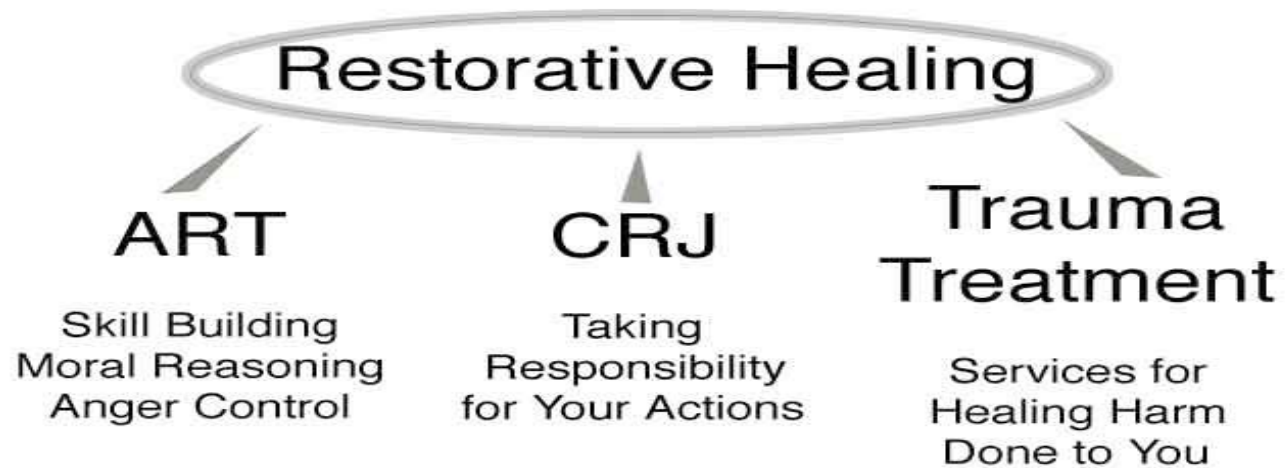 Restorative Healing
ART
Skill Building
Moral Reasoning
Anger Control
CRJ
Taking
Responsibility
for Your Actions
Trauma
Treatment
Services for
Healing Harm
Done to You